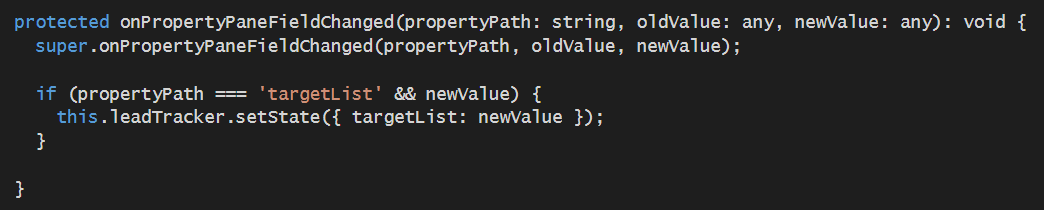 protected onPropertyPaneFieldChanged(propertyPath: string, oldValue: any, newValue: any): void {
super.onPropertyPaneFieldChanged(propertyPath, oldValue, newValue);
if (propertyPath === 'targetList' && newValue) {
this.leadTracker.setState({ targetList: newValue });
}
}